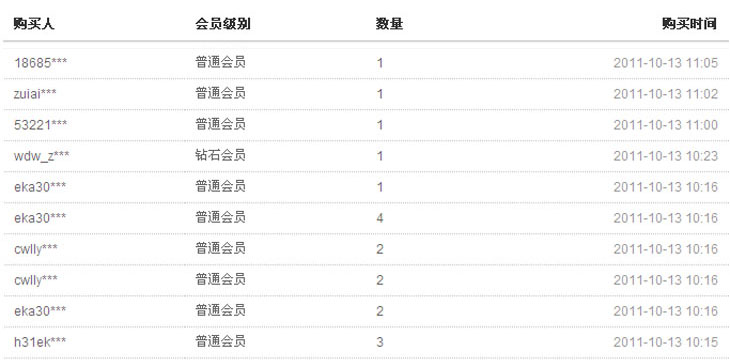 购买人 会员级别 数量 购买时间
18685*** 普通会员 1 2011-10-13 11:05
zuiai*** 普通会员 1 2011-10-13 11:02
53221*** 普通会员 1 2011-10-13 11:00
wdw_z*** 钻石会员 1 2011-10-13 10:23
eka30*** 普通会员 1 2011-10-13 10:16
eka30*** 普通会员 4 2011-10-13 10:16
cwlly*** 普通会员 2 2011-10-13 10:16
cwlly*** 普通会员 2 2011-10-13 10:16
eka30*** 普通会员 2 2011-10-13 10:16
h31ek*** 普通会员 3 2011-10-13 10:15